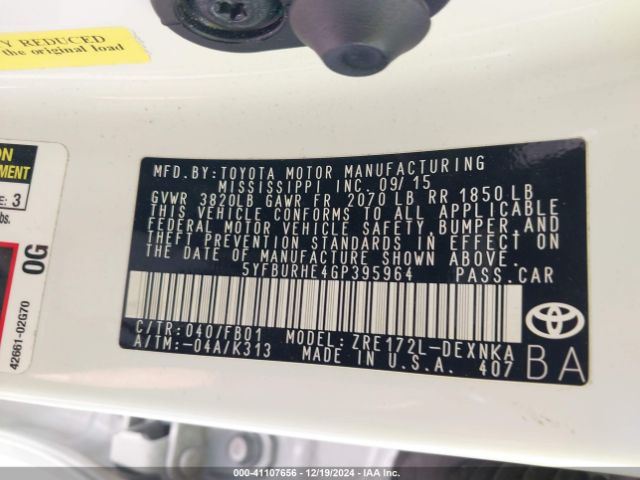 Y REDUCED
the original load
ON
EMENT
E: 3
bs.
OG
42661-02G70
MFD.BY:TOYOTA MOTOR MANUFACTURING
MISSISSIPPI INC. 09/15
GVWR 3820LB GAWR FR 2070 LB RR 1850 LB
THIS VEHICLE CONFORMS TO ALL APPLICABLE
FEDERAL MOTOR VEHICLE SAFETY,BUMPER,AND
THEFT PREVENTION STANDARDS IN EFFECT ON
THE DATE OF MANUFACTURE SHOWN ABOVE.
5YFBURHE4GP395964 PASS.CAR
C/TR:040/FB01 MODEL:ZRE172L-DEXNKA
A/TM:-04A/K313 MADE IN U.S.A. 407
BA
000-41107656 - 12/19/2024 - IAA Inc.